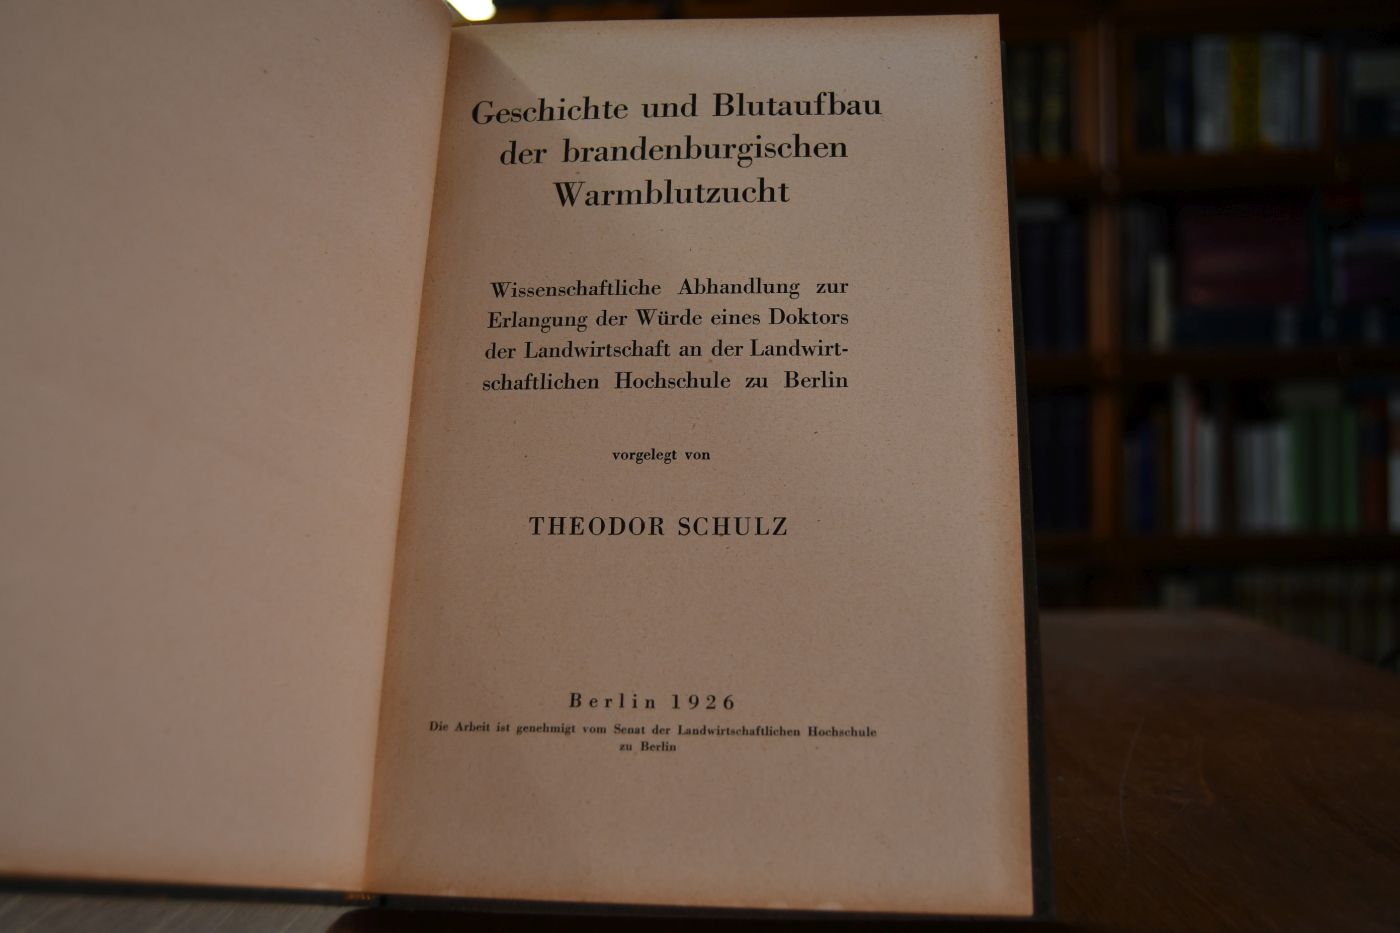 Geschichte und Blutaufbau
der brandenburgischen
Warmblutzucht
Wissenschaftliche Abhandlung zur
Erlangung der Würde eines Doktors
der Landwirtschaft an der Landwirt-
schaftlichen Hochschule zu Berlin
vorgelegt von
THEODOR SCHULZ
Berlin 1926
Die Arbeit ist genehmigt vom Senat der Landwirtschaftlichen Hochschule
zu Berlin